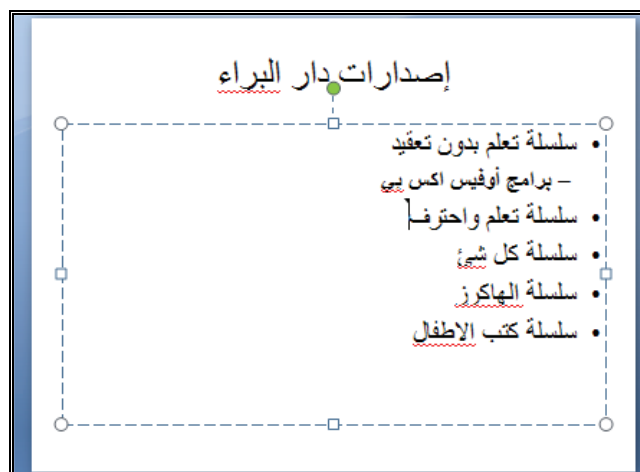 إصدارات دار البراء
• سلسلة تعلم بدون تعقيد
– برامج أوفيس اكس بي
• سلسلة تعلم واحترف
• سلسلة كل شئ
• سلسلة الهاكرز
• سلسلة كتب الاطفال